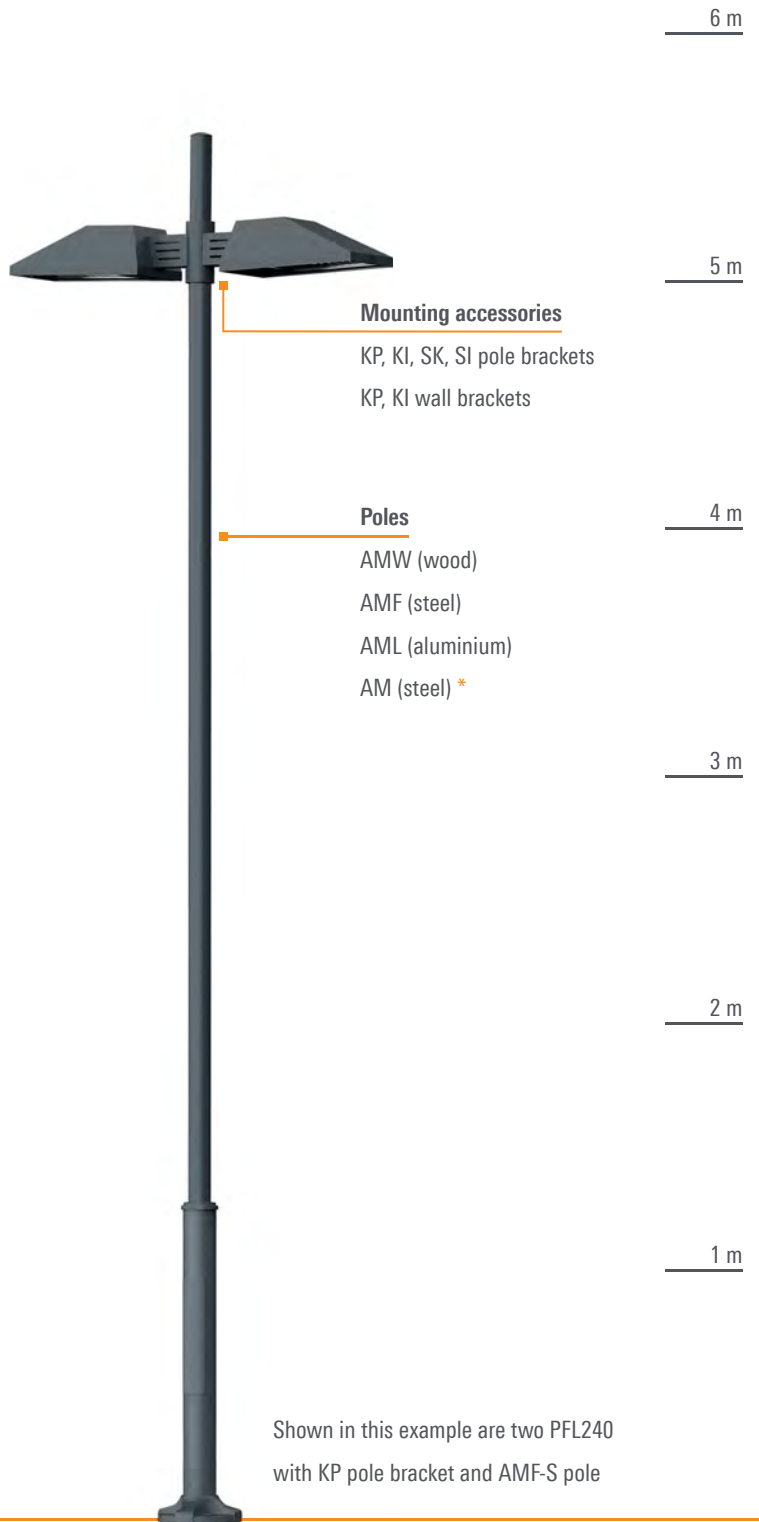 6 m
5 m
Mounting accessories
KP, KI, SK, SI pole brackets
KP, KI wall brackets
4 m
Poles
AMW (wood)
AMF (steel)
AML (aluminium)
AM (steel) *
3 m
2 m
1 m
Shown in this example are two PFL240
with KP pole bracket and AMF-S pole